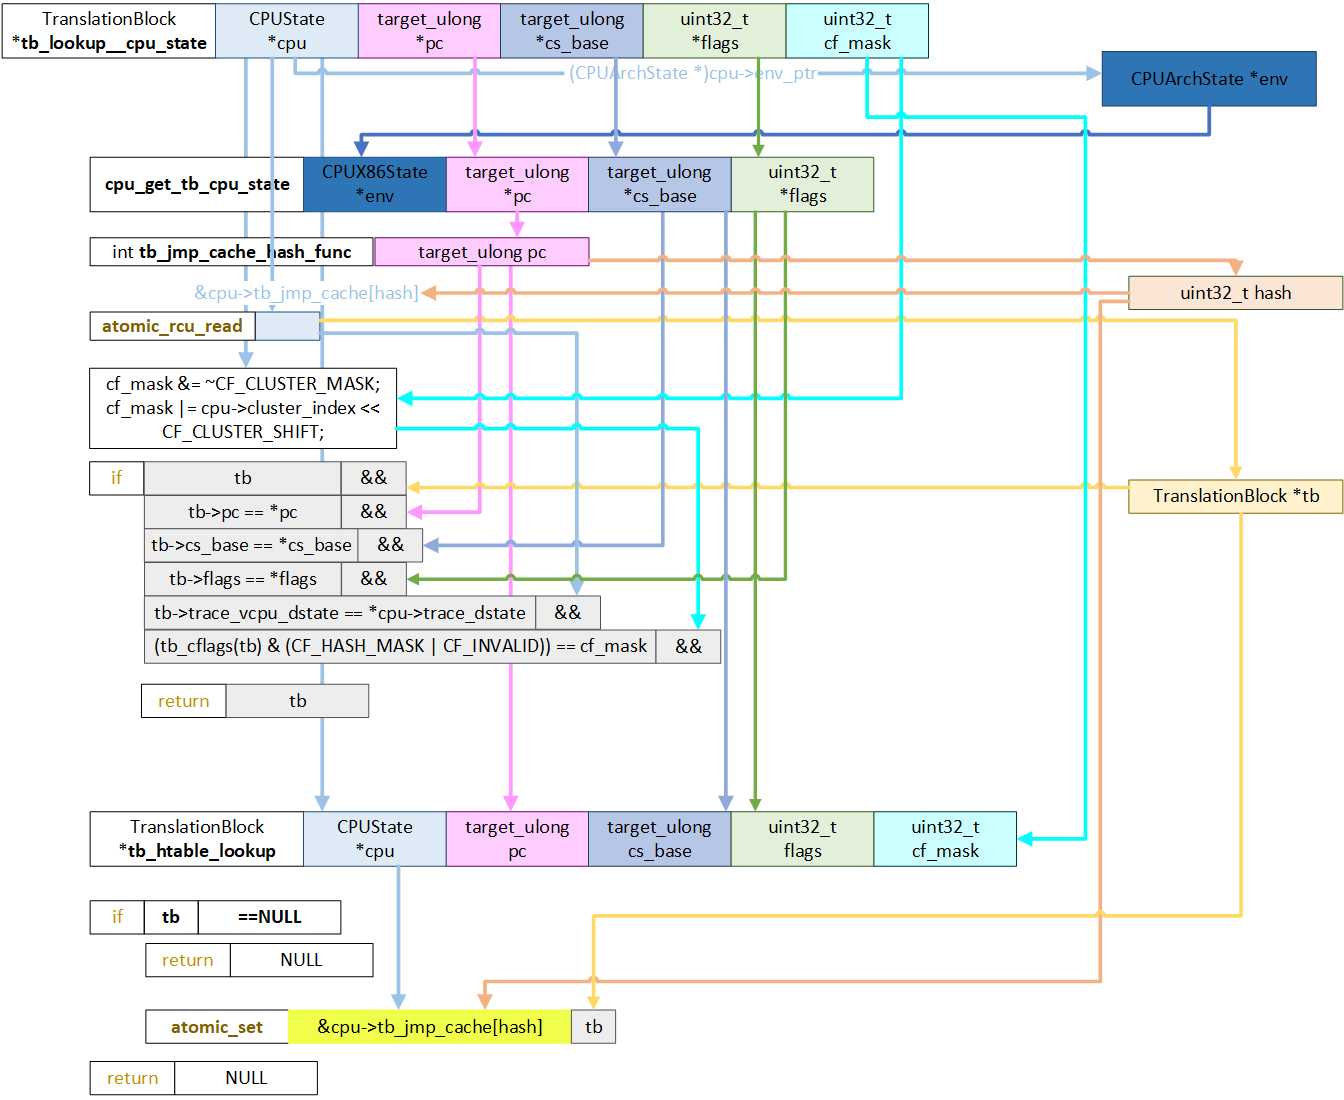 TranslationBlock
*tb_lookup__cpu_state
CPUState
*cpu
target_ulong
*pc
target_ulong
*cs_base
uint32_t
*flags
uint32_t
cf_mask
(CPUArchState *)cpu->env_ptr
CPUArchState *env
cpu_get_tb_cpu_state
CPUX86State
*env
target_ulong
*pc
target_ulong
*cs_base
uint32_t
*flags
int tb_jmp_cache_hash_func
target_ulong pc
&cpu->tb_jmp_cache[hash]
uint32_t hash
atomic_rcu_read
cf_mask &= ~CF_CLUSTER_MASK;
cf_mask |= cpu->cluster_index <<
CF_CLUSTER_SHIFT;
if
tb
&&
TranslationBlock *tb
tb->pc == *pc
&&
tb->cs_base == *cs_base
&&
tb->flags == *flags
&&
tb->trace_vcpu_dstate == *cpu->trace_dstate
&&
(tb_cflags(tb) & (CF_HASH_MASK | CF_INVALID)) == cf_mask
&&
return
tb
TranslationBlock
*tb_htable_lookup
CPUState
*cpu
target_ulong
pc
target_ulong
cs_base
uint32_t
flags
uint32_t
cf_mask
if
tb
==NULL
return
NULL
atomic_set
&cpu->tb_jmp_cache[hash]
tb
return
NULL